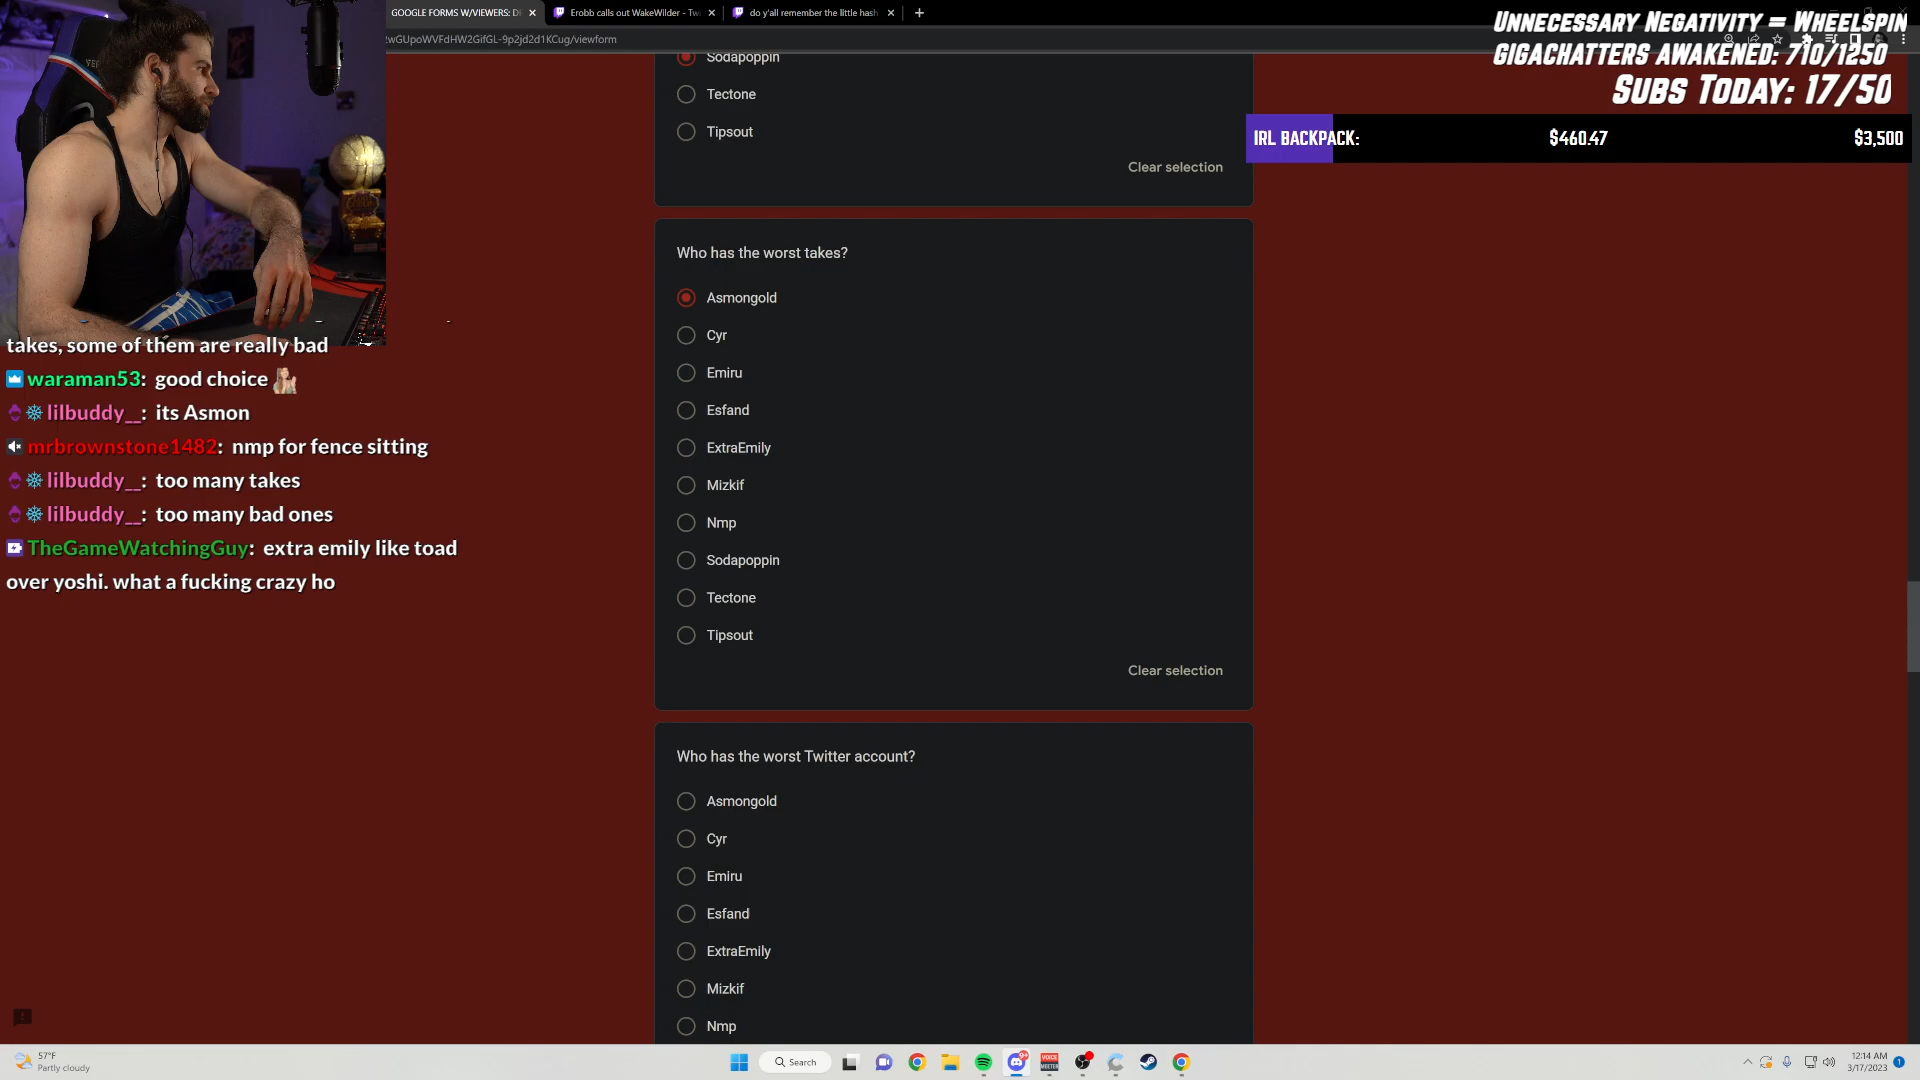 GOOGLE FORMS W/VIEWERS: D
Erobb calls out WakeWilder - Tw
do y'all remember the little hash
wGUpoWVFdHW2GifGL-9p2jd2d1KCug/viewform
Unnecessary Negativity = Wheelspin
GIGACHATTERS AWAKENED: 710/1250
Subs Today: 17/50
IRL BACKPACK: $460.47 $3,500
Sodapoppin
Tectone
Tipsout
Clear selection
Who has the worst takes?
Asmongold
Cyr
Emiru
Esfand
ExtraEmily
Mizkif
Nmp
Sodapoppin
Tectone
Tipsout
Clear selection
Who has the worst Twitter account?
Asmongold
Cyr
Emiru
Esfand
ExtraEmily
Mizkif
Nmp
takes, some of them are really bad
waraman53: good choice
lilbuddy__: its Asmon
mrbrownstone1482: nmp for fence sitting
lilbuddy__: too many takes
lilbuddy__: too many bad ones
TheGameWatchingGuy: extra emily like toad
over yoshi. what a fucking crazy ho
57°F
Partly cloudy
Search
12:14 AM
3/17/2023
1